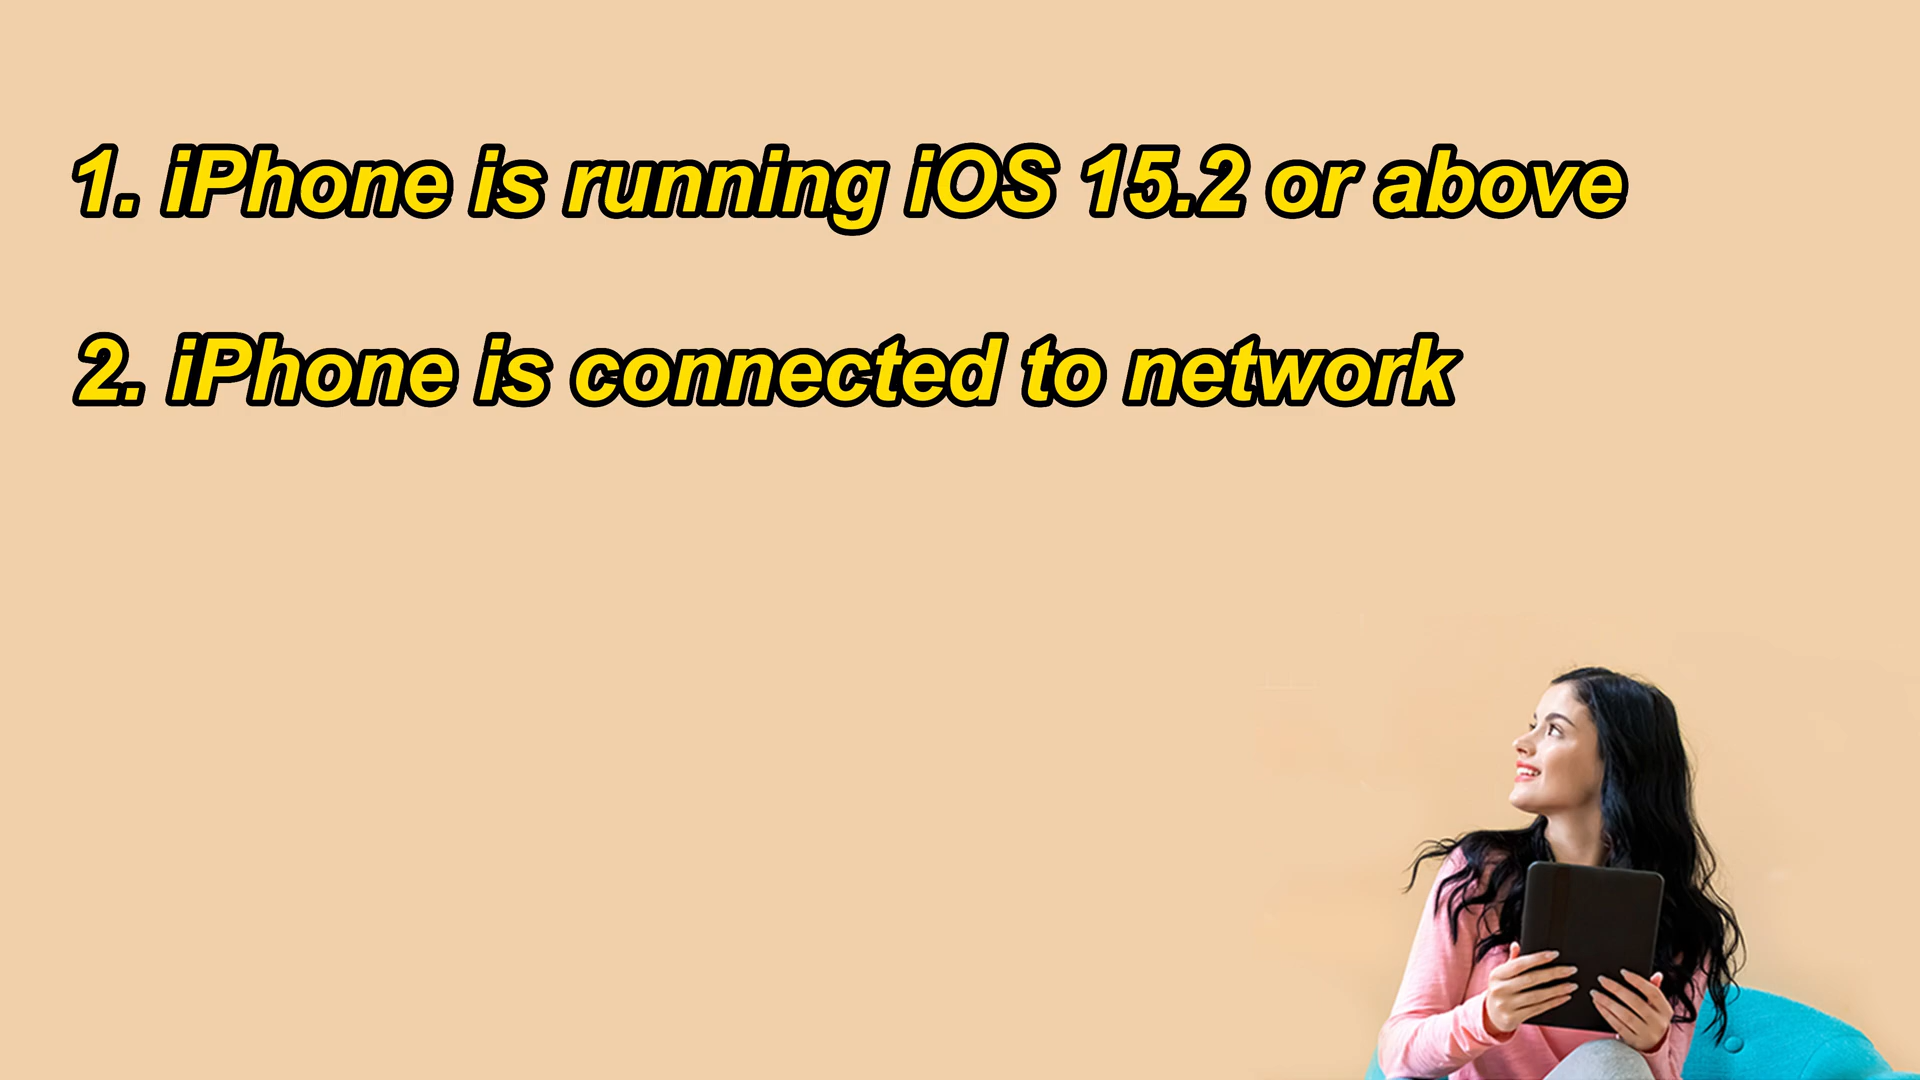 1. iPhone is running iOS 15.2 or above
2. iPhone is connected to network